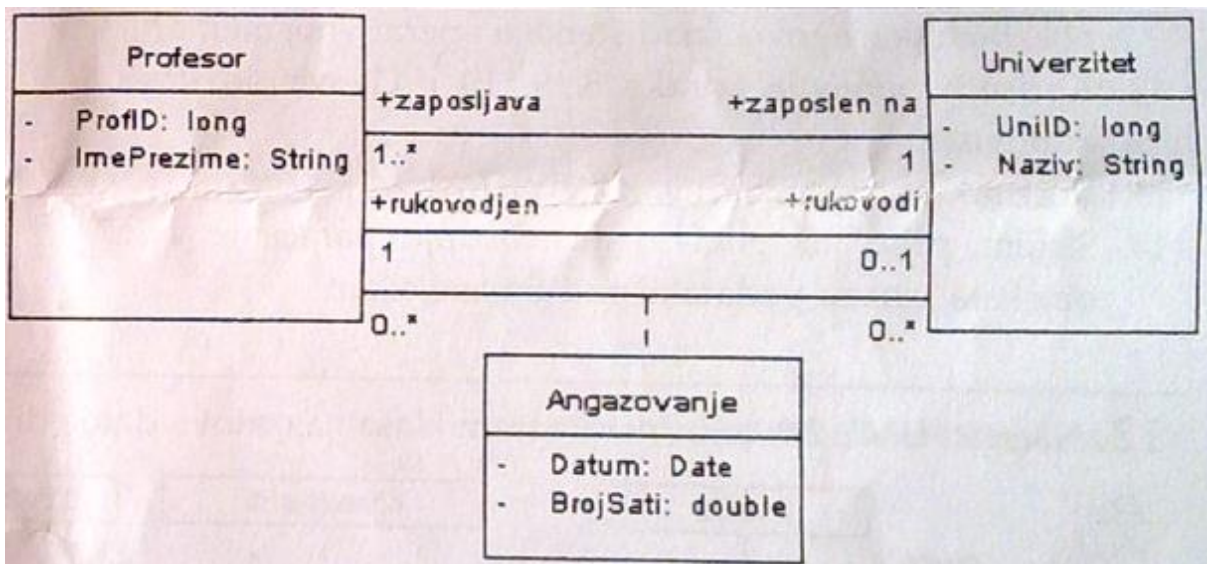 Profesor
- ProfID: long
- ImePrezime: String
+zaposljava
+zaposlen na
1..*
1
+rukovodjen
+rukovodi
1
0..1
0..*
0..*
Univerzitet
- UniID: long
- Naziv: String
Angazovanje
- Datum: Date
- BrojSati: double